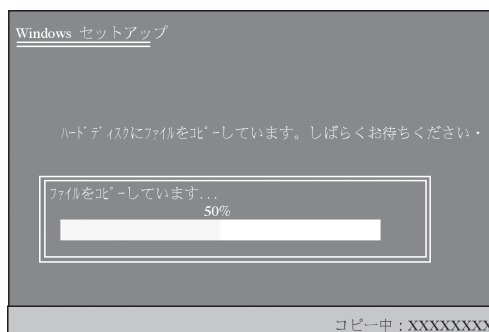 Windows セットアップ
ﾊｰﾄﾞﾃﾞｨｽｸにﾌｧｲﾙをｺﾋﾟｰしています。しばらくお待ちください・
ﾌｧｲﾙをｺﾋﾟｰしています...
50%
コピー中：XXXXXXXX